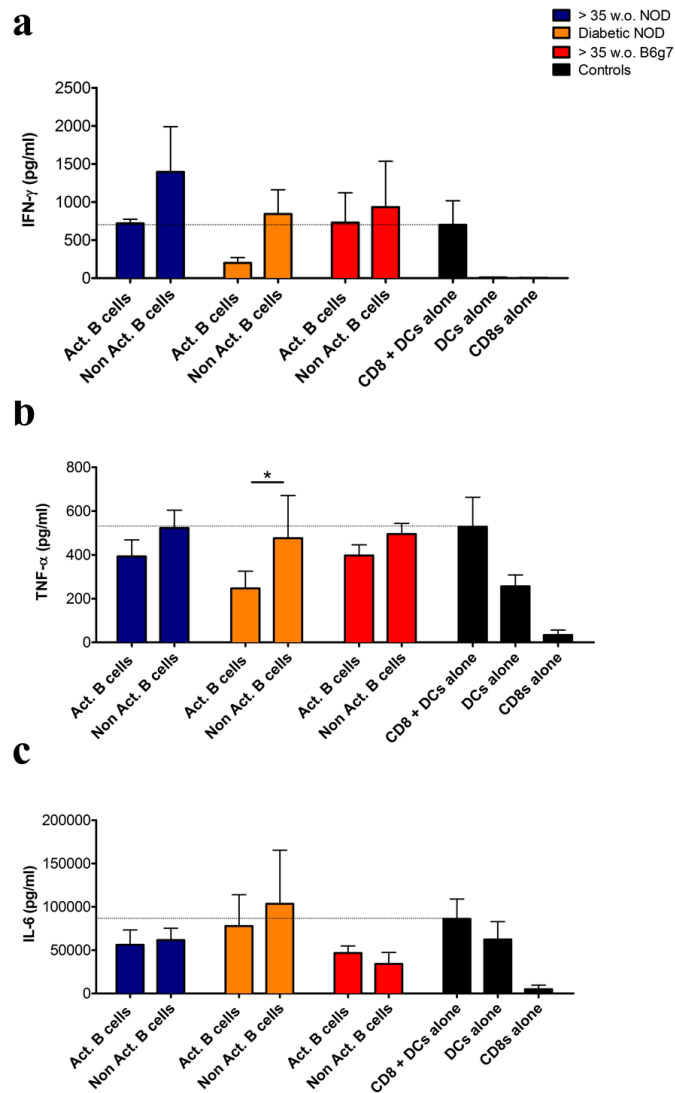 a
> 35 w.o. NOD
Diabetic NOD
> 35 w.o. B6g7
Controls
IFN-γ (pg/ml)
2500
2000
1500
1000
500
0
Act. B cells
Non Act. B cells
Act. B cells
Non Act. B cells
Act. B cells
Non Act. B cells
CD8 + DCs alone
DCs alone
CD8s alone
b
TNF-α (pg/ml)
800
600
400
200
0
*
Act. B cells
Non Act. B cells
Act. B cells
Non Act. B cells
Act. B cells
Non Act. B cells
CD8 + DCs alone
DCs alone
CD8s alone
c
IL-6 (pg/ml)
200000
150000
100000
50000
0
Act. B cells
Non Act. B cells
Act. B cells
Non Act. B cells
Act. B cells
Non Act. B cells
CD8 + DCs alone
DCs alone
CD8s alone